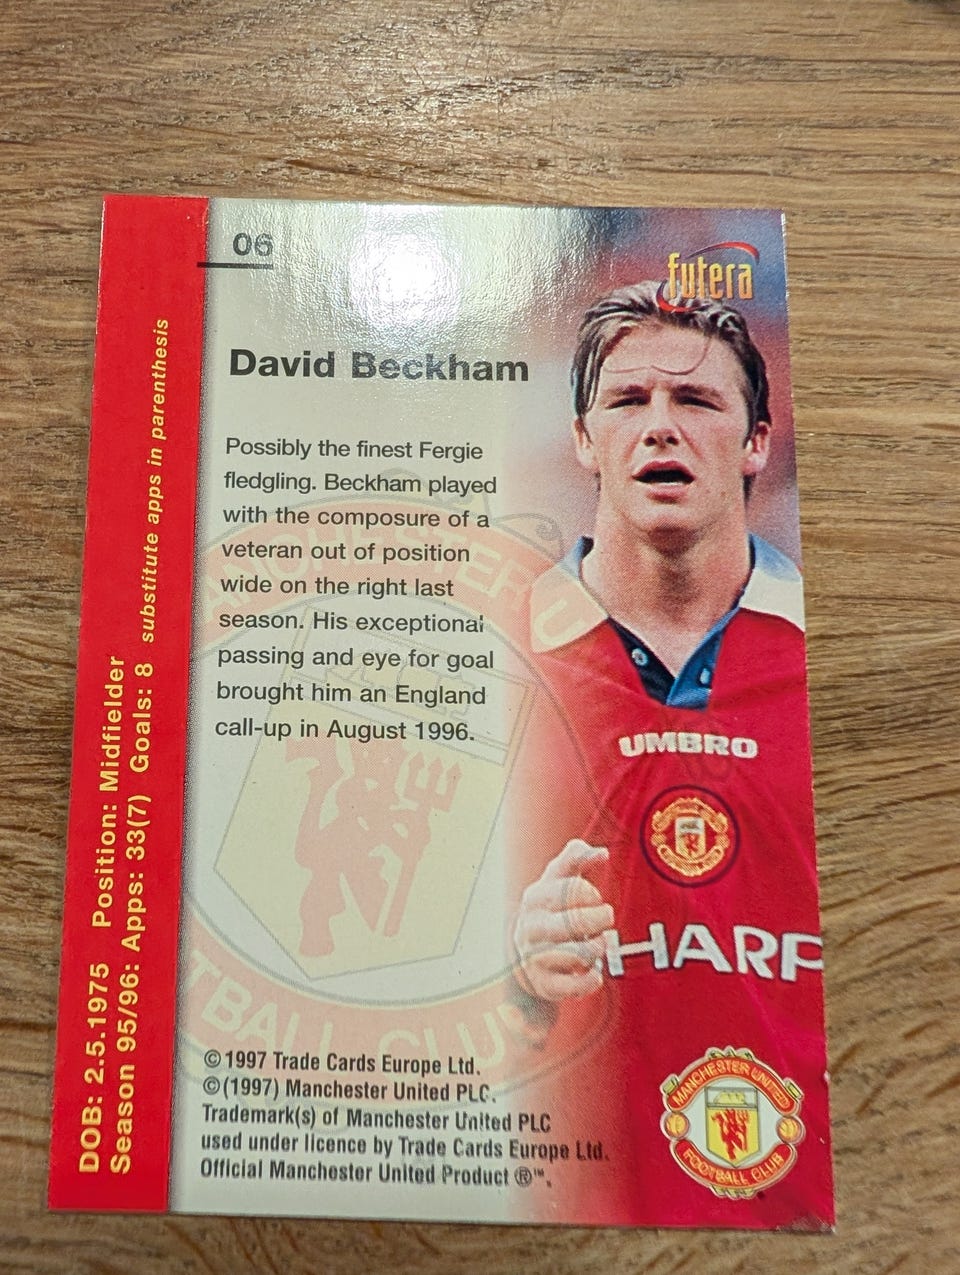 06
futera
David Beckham
Possibly the finest Fergie
fledgling. Beckham played
with the composure of a
veteran out of position
wide on the right last
season. His exceptional
passing and eye for goal
brought him an England
call-up in August 1996.
DOB: 2.5.1975 Position: Midfielder
Season 95/96: Apps: 33(7) Goals: 8 substitute apps in parenthesis
UMBRO
HARP
MANCHESTER U
TBALL CLUB
© 1997 Trade Cards Europe Ltd.
© (1997) Manchester United PLC.
Trademark(s) of Manchester United PLC
used under licence by Trade Cards Europe Ltd.
Official Manchester United Product ®™.
MANCHESTER UNITED
FOOTBALL CLUB